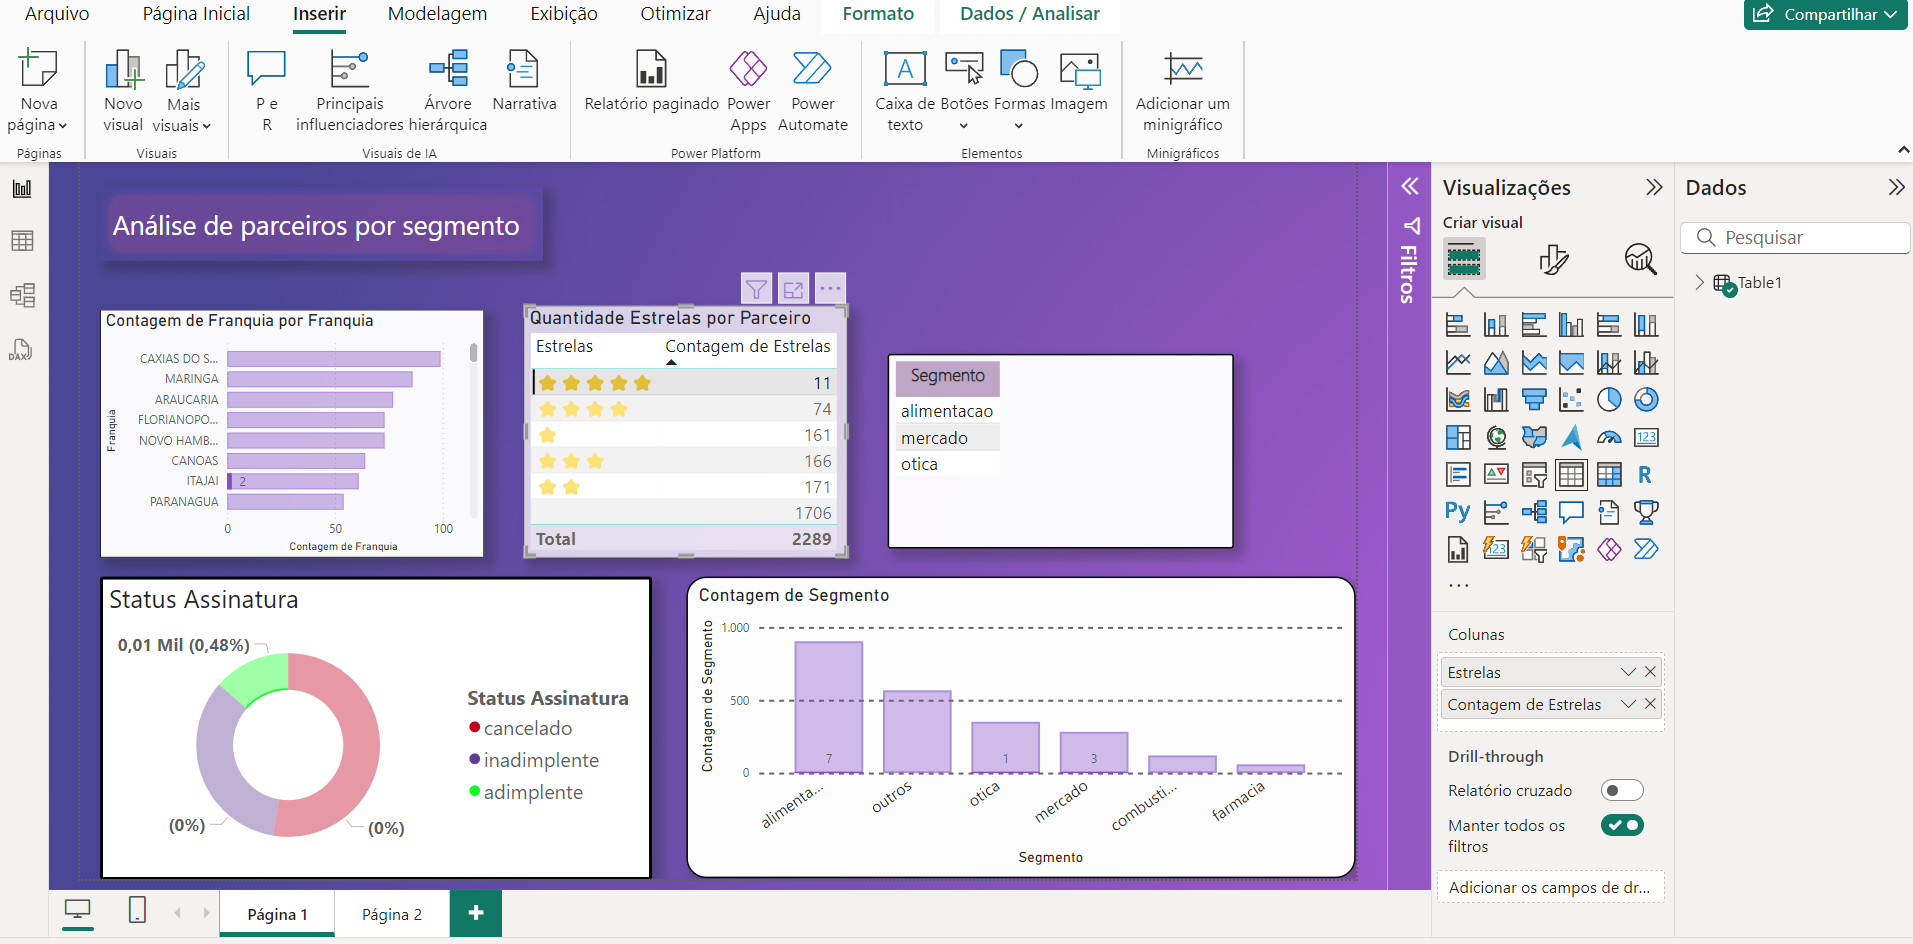 Arquivo Página Inicial Inserir Modelagem Exibição Otimizar Ajuda Formato Dados / Analisar Compartilhar
Nova página
Novo visual
Mais visuais
P e R
Principais influenciadores
Árvore hierárquica
Narrativa
Relatório paginado
Power Apps
Power Automate
Caixa de texto
Botões
Formas
Imagem
Adicionar um minigráfico
Páginas Visuais Visuais de IA Power Platform Elementos Minigráficos
Análise de parceiros por segmento
Contagem de Franquia por Franquia
Franquia
CAXIAS DO S...
MARINGA
ARAUCARIA
FLORIANOPO...
NOVO HAMB...
CANOAS
ITAJAI 2
PARANAGUA
0 50 100
Contagem de Franquia
Quantidade Estrelas por Parceiro
Estrelas Contagem de Estrelas
11
74
161
166
171
1706
Total 2289
Segmento
alimentacao
mercado
otica
Status Assinatura
0,01 Mil (0,48%)
(0%)
(0%)
Status Assinatura
cancelado
inadimplente
adimplente
Contagem de Segmento
Contagem de Segmento
1.000
500
0
7 1 3
alimenta... outros otica mercado combusti... farmacia
Segmento
Filtros
Visualizações
Criar visual
123
R
Py
123
...
Colunas
Estrelas
Contagem de Estrelas
Drill-through
Relatório cruzado
Manter todos os
filtros
Adicionar os campos de dr...
Dados
Pesquisar
Table1
DAX
Página 1 Página 2 +